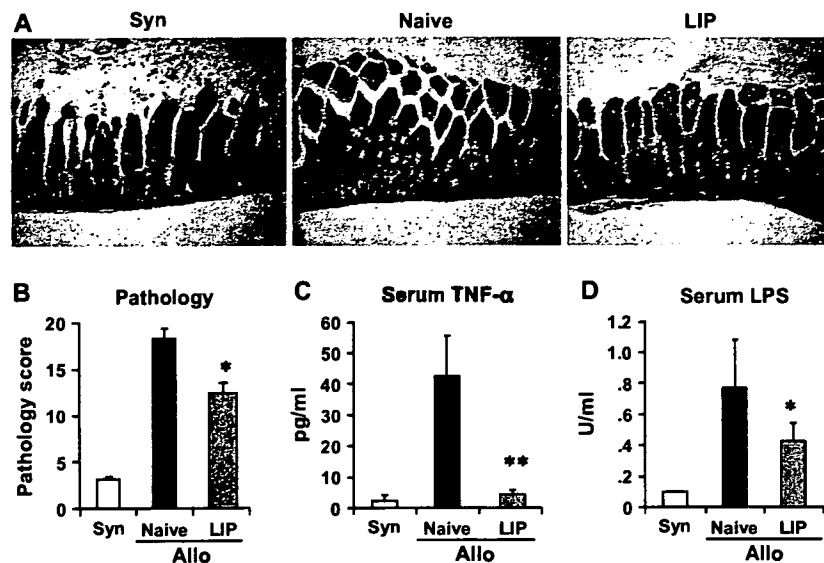 A
Syn
Naive
LIP
B
Pathology
Pathology score
20
15
10
5
0
*
Syn
Naive
LIP
Allo
C
Serum TNF-α
pg/ml
60
50
40
30
20
10
0
**
Syn
Naive
LIP
Allo
D
Serum LPS
U/ml
1.2
1.0
.8
.6
.4
.2
0
*
Syn
Naive
LIP
Allo